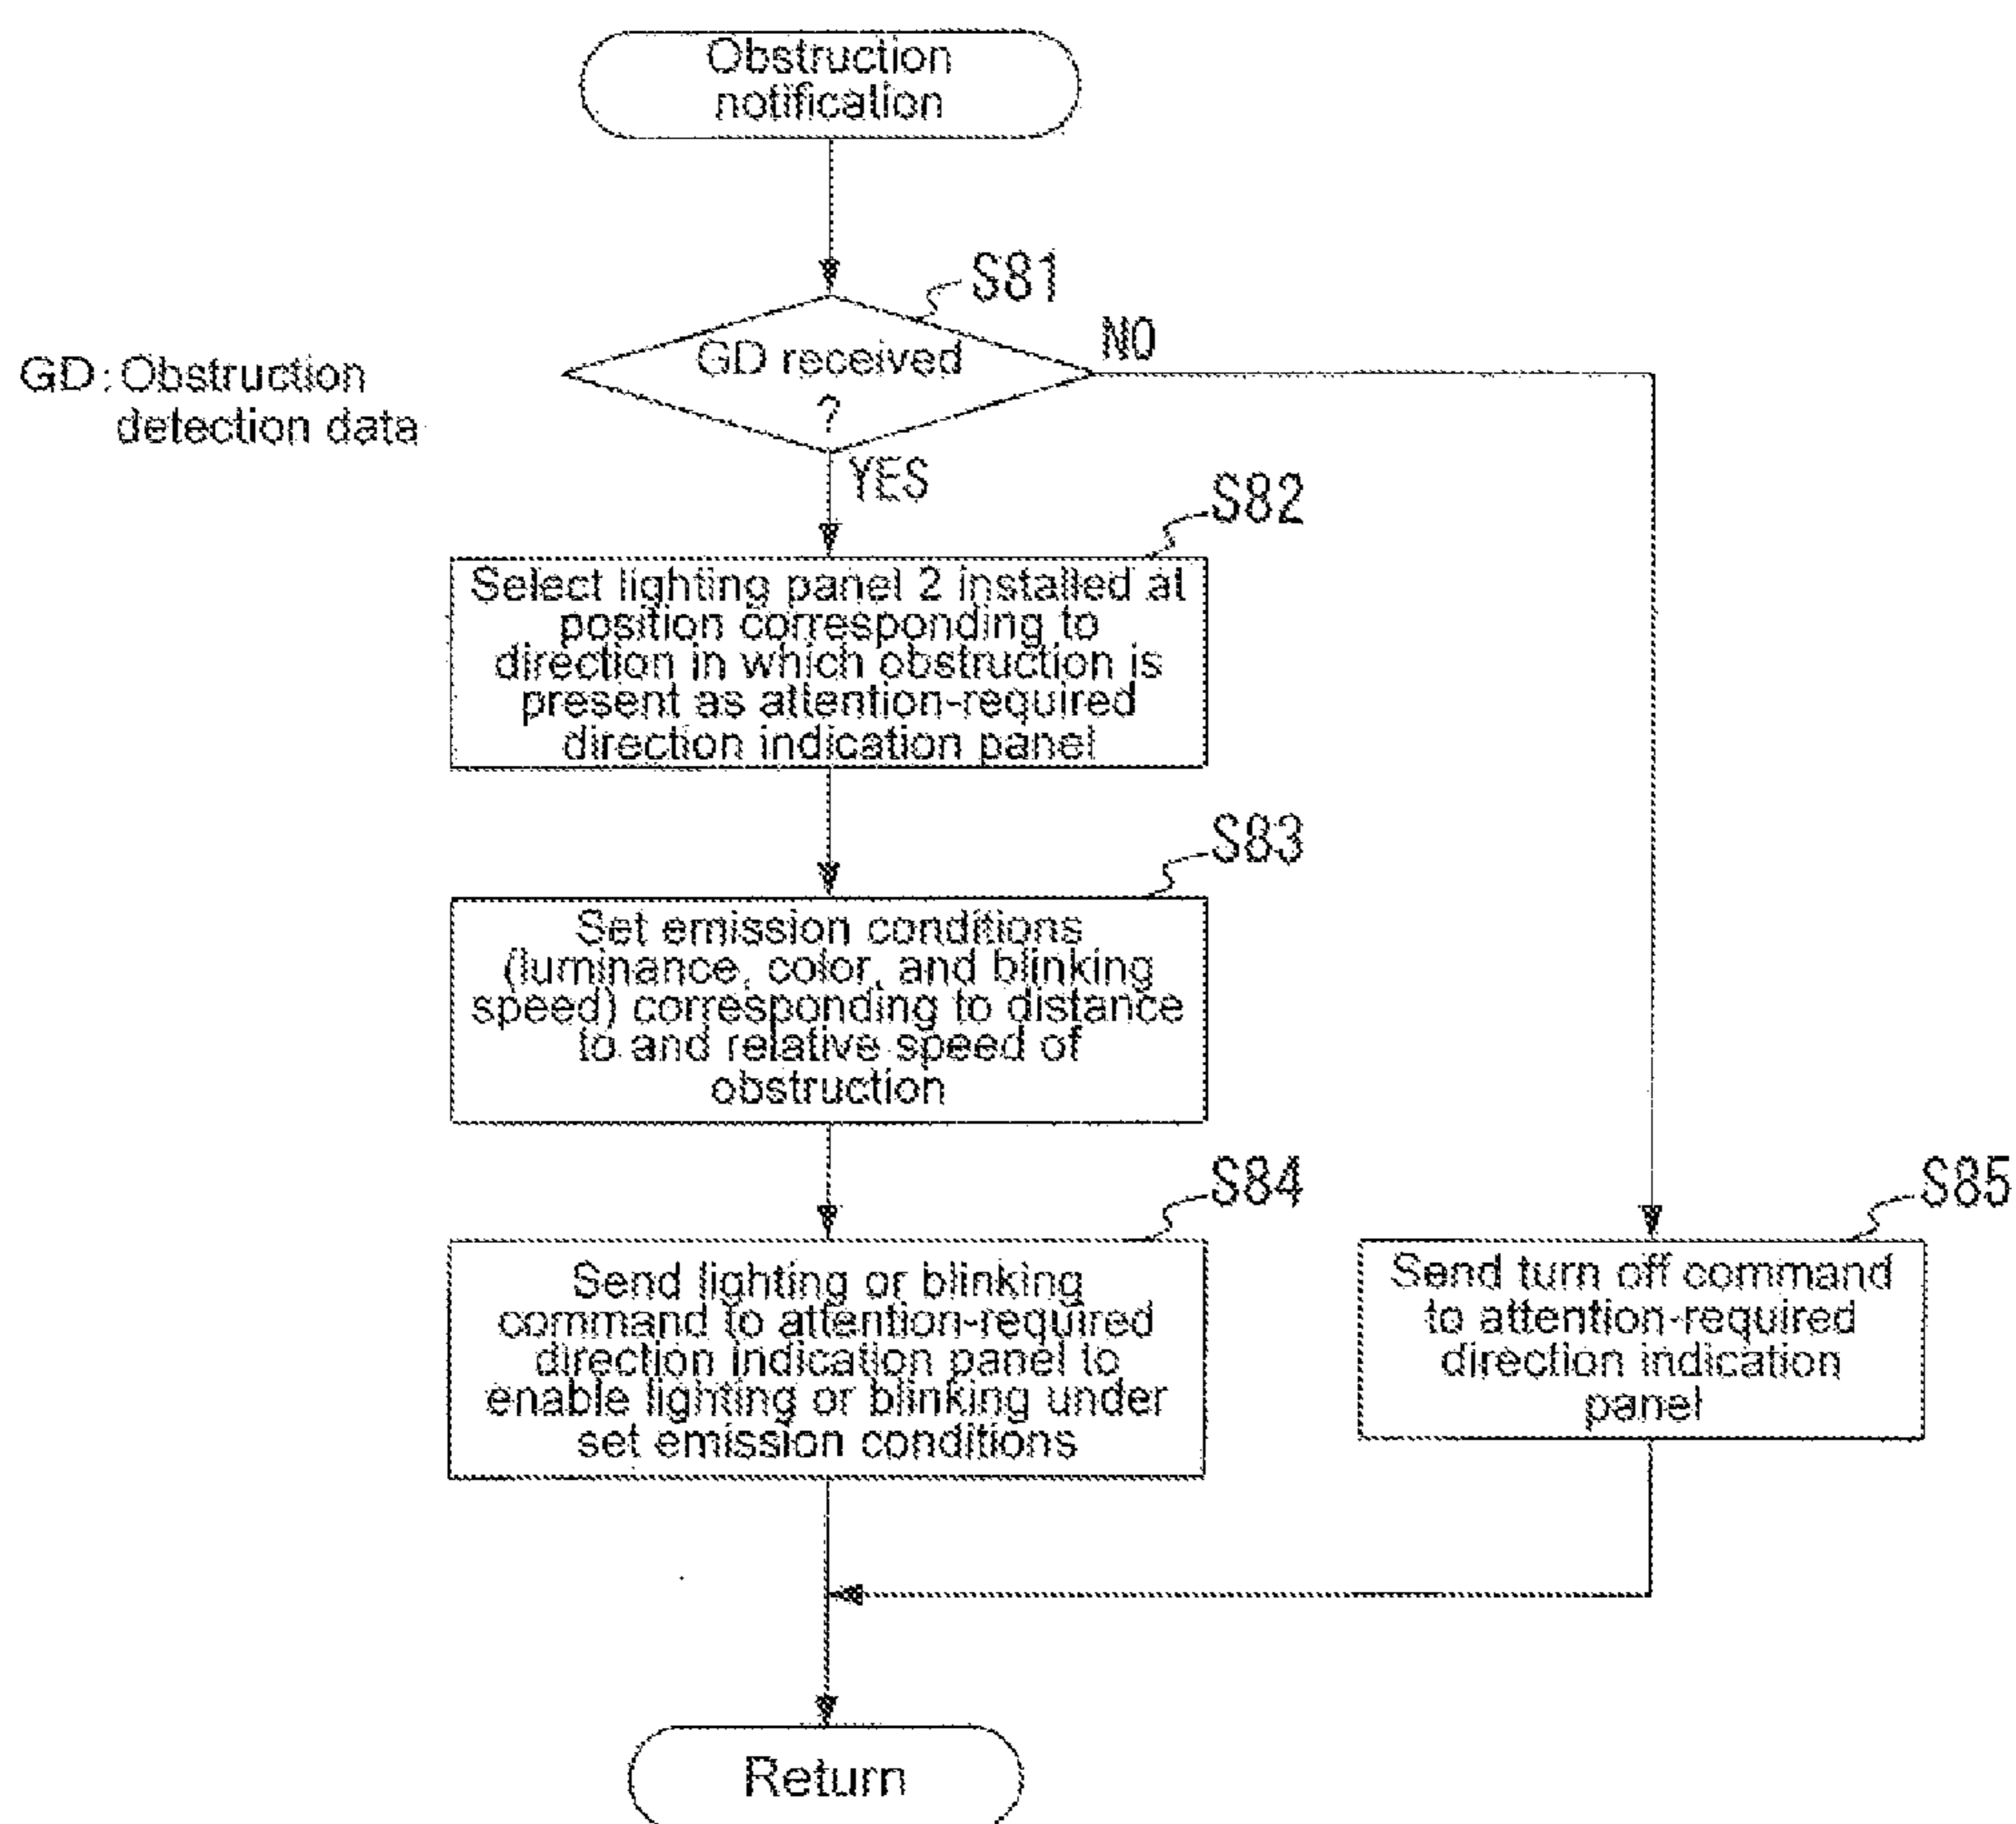 Obstruction
notification
S81
GD received
?
NO
GD: Obstruction
detection data
YES
S82
Select lighting panel 2 installed at
position corresponding to
direction in which obstruction is
present as attention-required
direction indication panel
S83
Set emission conditions
(luminance, color, and blinking
speed) corresponding to distance
to and relative speed of
obstruction
S84
Send lighting or blinking
command to attention-required
direction indication panel to
enable lighting or blinking under
set emission conditions
S85
Send turn off command
to attention-required
direction indication
panel
Return